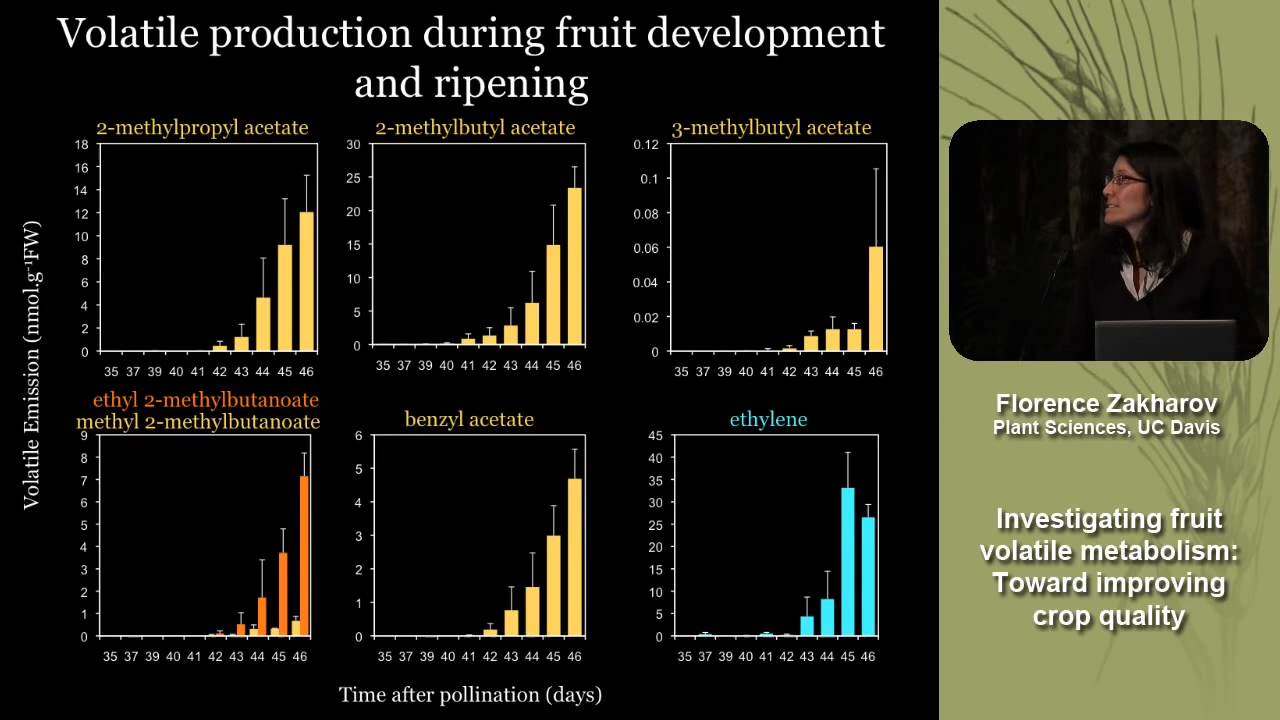 Volatile production during fruit development
and ripening
Volatile Emission (nmol.g⁻¹FW)
2-methylpropyl acetate
18
16
14
12
10
8
6
4
2
0
35 37 39 40 41 42 43 44 45 46
2-methylbutyl acetate
30
25
20
15
10
5
0
35 37 39 40 41 42 43 44 45 46
3-methylbutyl acetate
0.12
0.1
0.08
0.06
0.04
0.02
0
35 37 39 40 41 42 43 44 45 46
ethyl 2-methylbutanoate
methyl 2-methylbutanoate
9
8
7
6
5
4
3
2
1
0
35 37 39 40 41 42 43 44 45 46
benzyl acetate
6
5
4
3
2
1
0
35 37 39 40 41 42 43 44 45 46
ethylene
45
40
35
30
25
20
15
10
5
0
35 37 39 40 41 42 43 44 45 46
Time after pollination (days)
Florence Zakharov
Plant Sciences, UC Davis
Investigating fruit
volatile metabolism:
Toward improving
crop quality